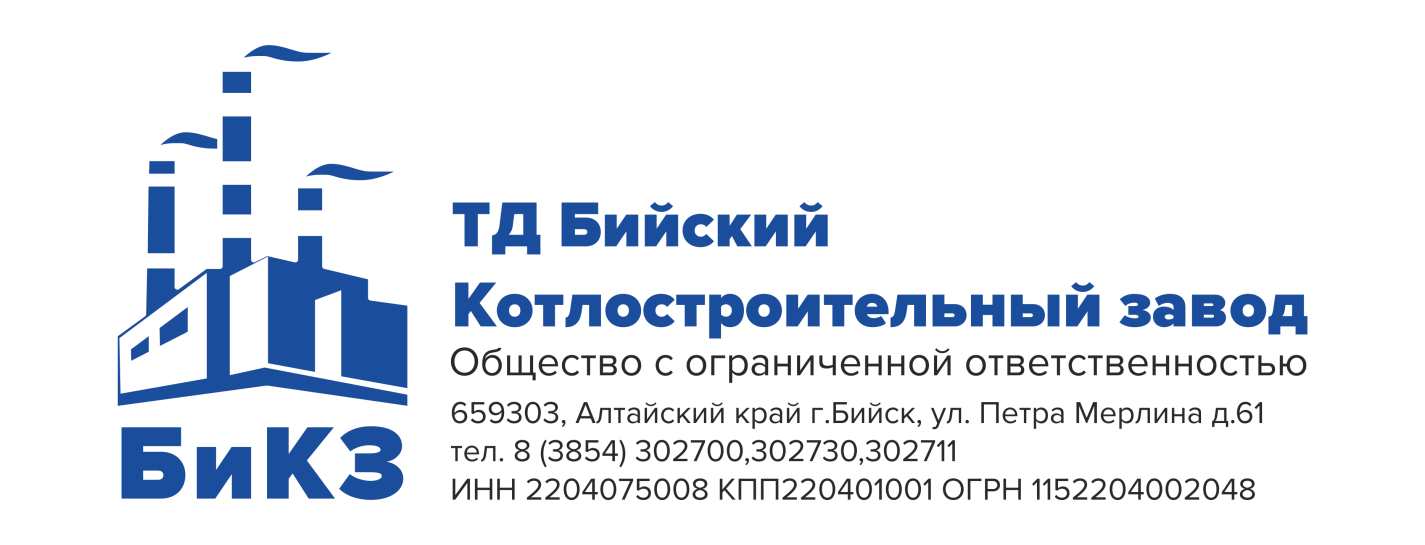 ТД Бийский
Котлостроительный завод
Общество с ограниченной ответственностью
659303, Алтайский край г.Бийск, ул. Петра Мерлина д.61
тел. 8 (3854) 302700,302730,302711
ИНН 2204075008 КПП220401001 ОГРН 1152204002048
БиКЗ